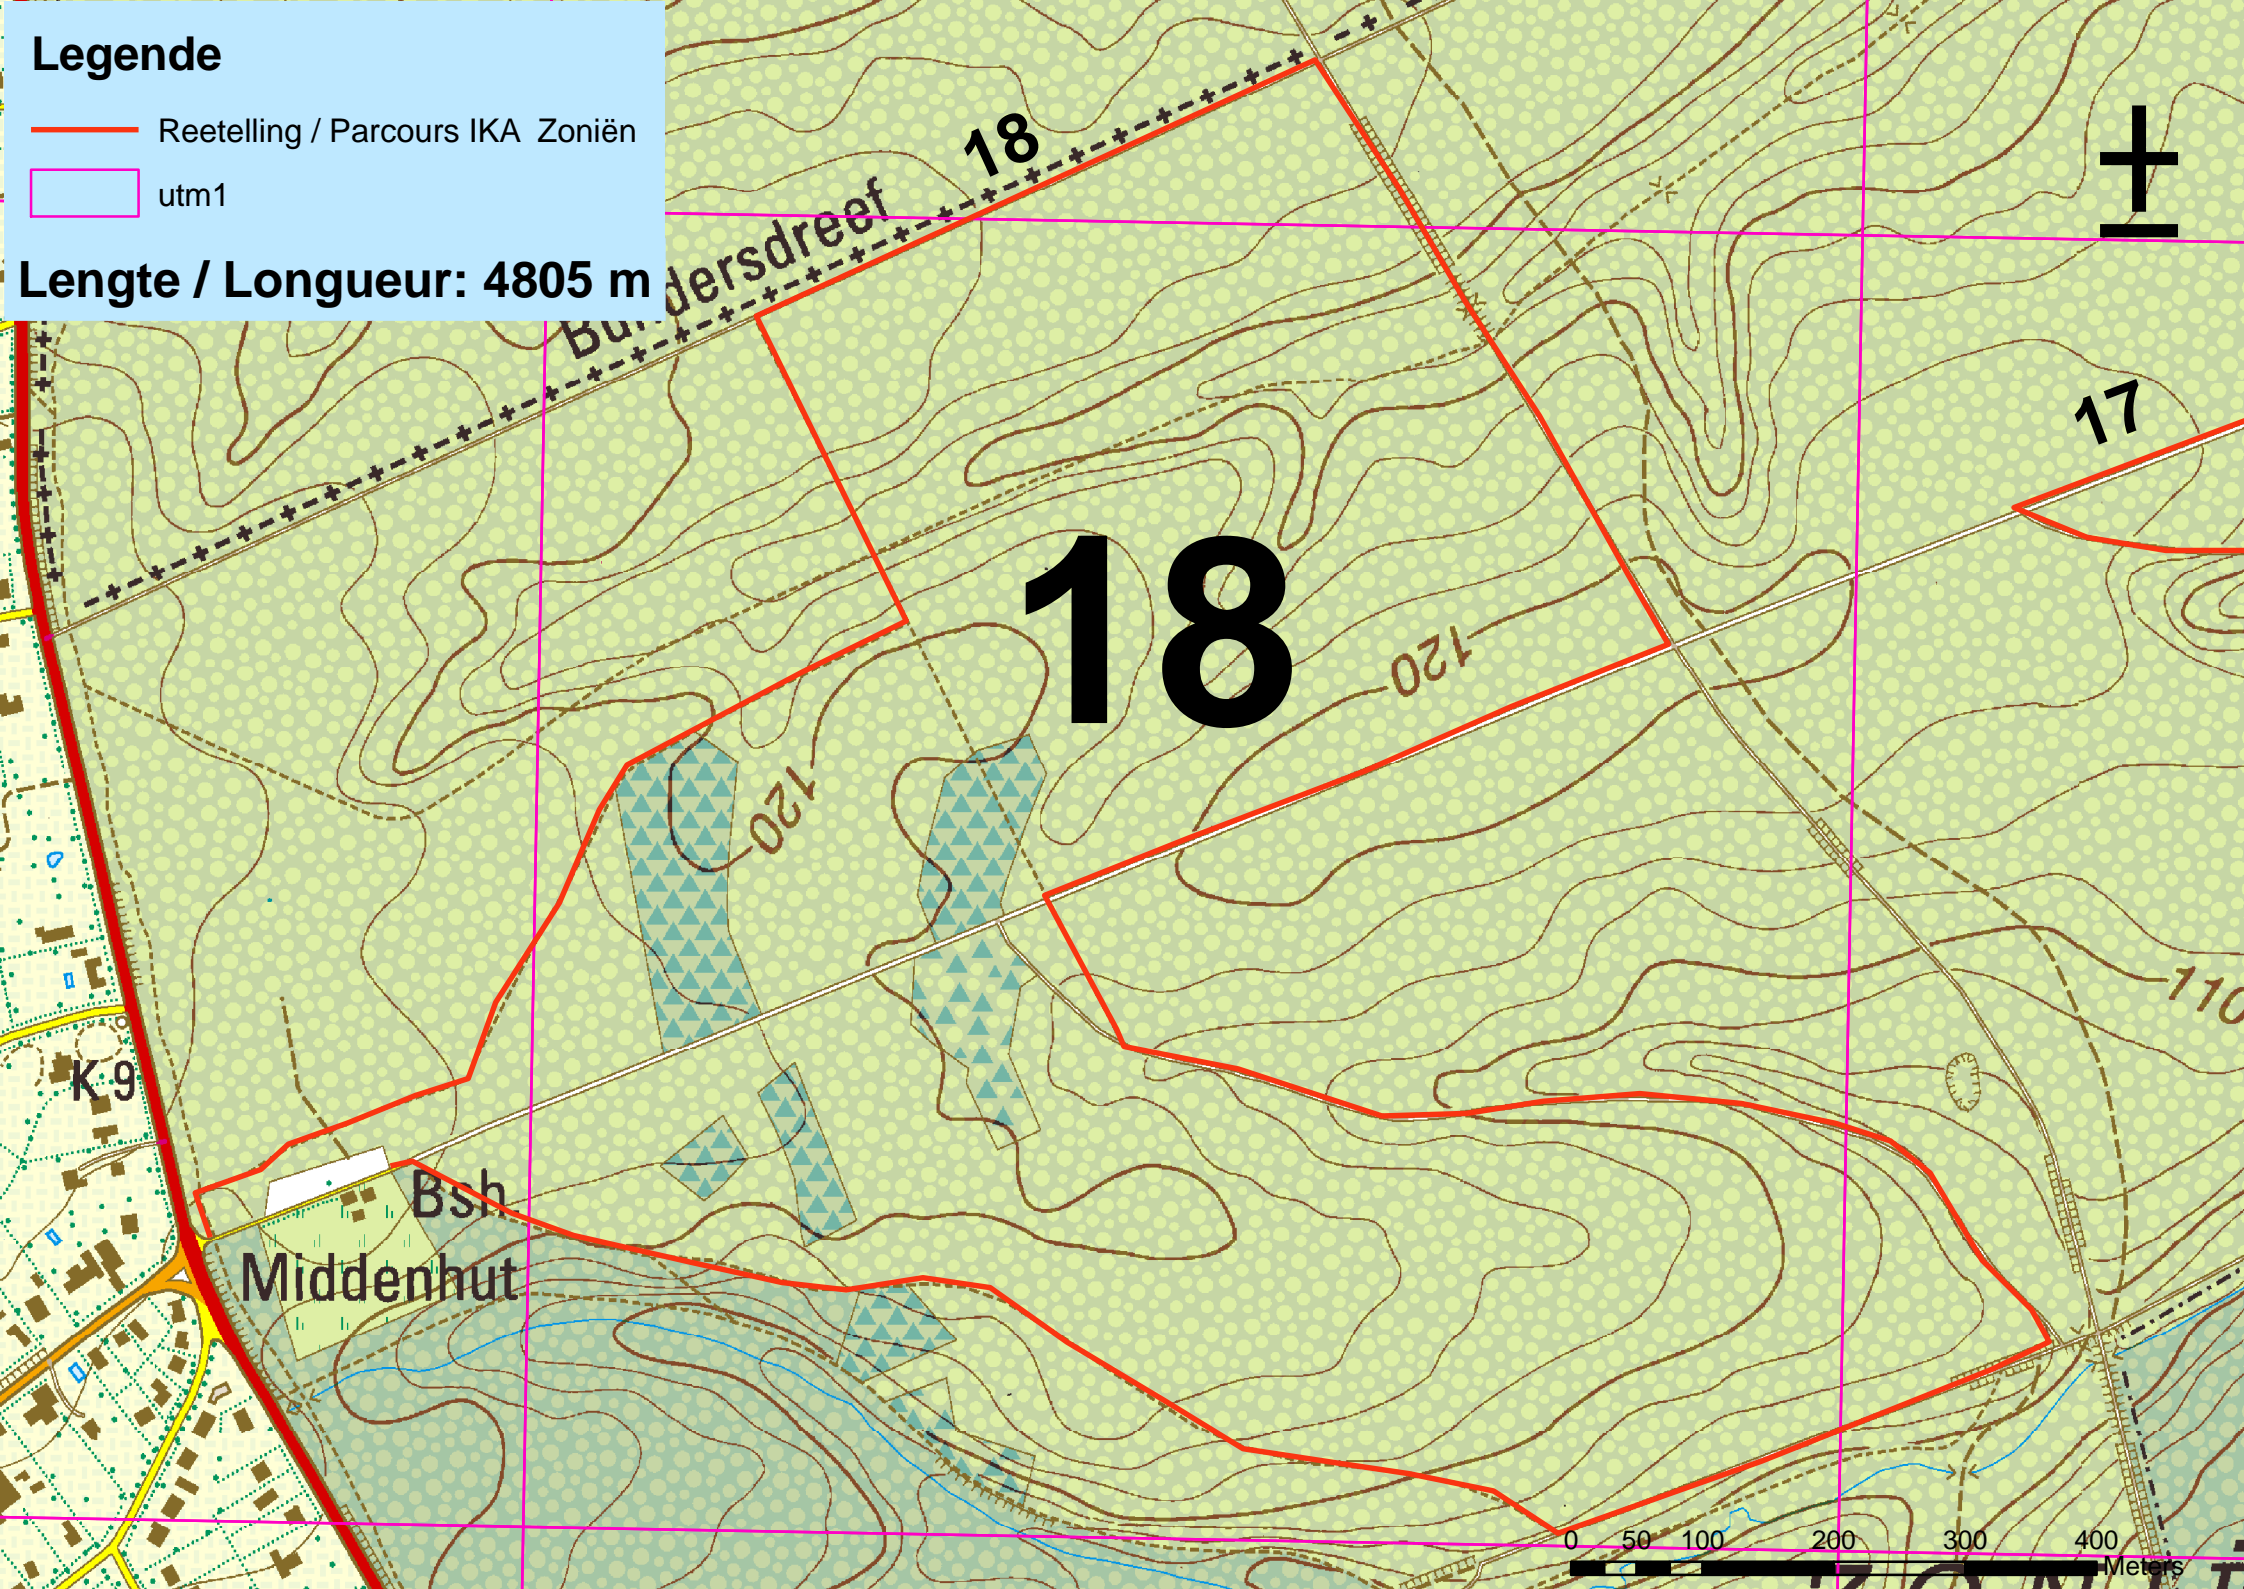 Legende
Reetelling / Parcours IKA  Zoniën
utm1
Lengte / Longueur: 4805 m
18
17
18
120
120
110
K 9
Bsh
Middenhut
0 50 100 200 300 400
Meters